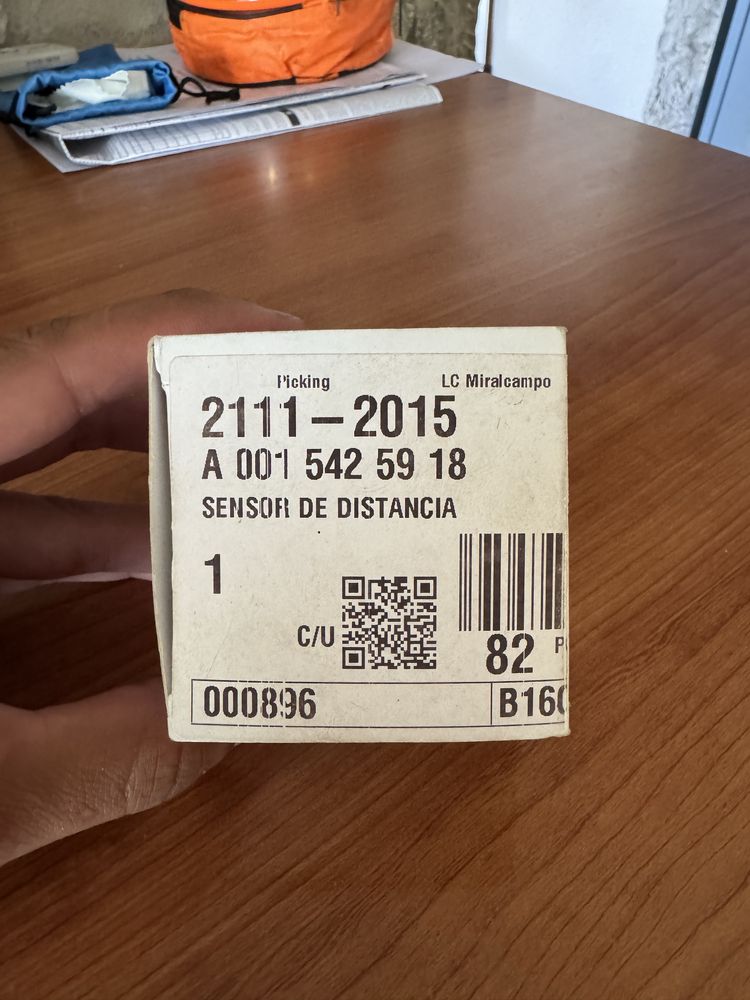 Picking LC Miralcampo
2111-2015
A 001 542 59 18
SENSOR DE DISTANCIA
1
C/U
82
000896